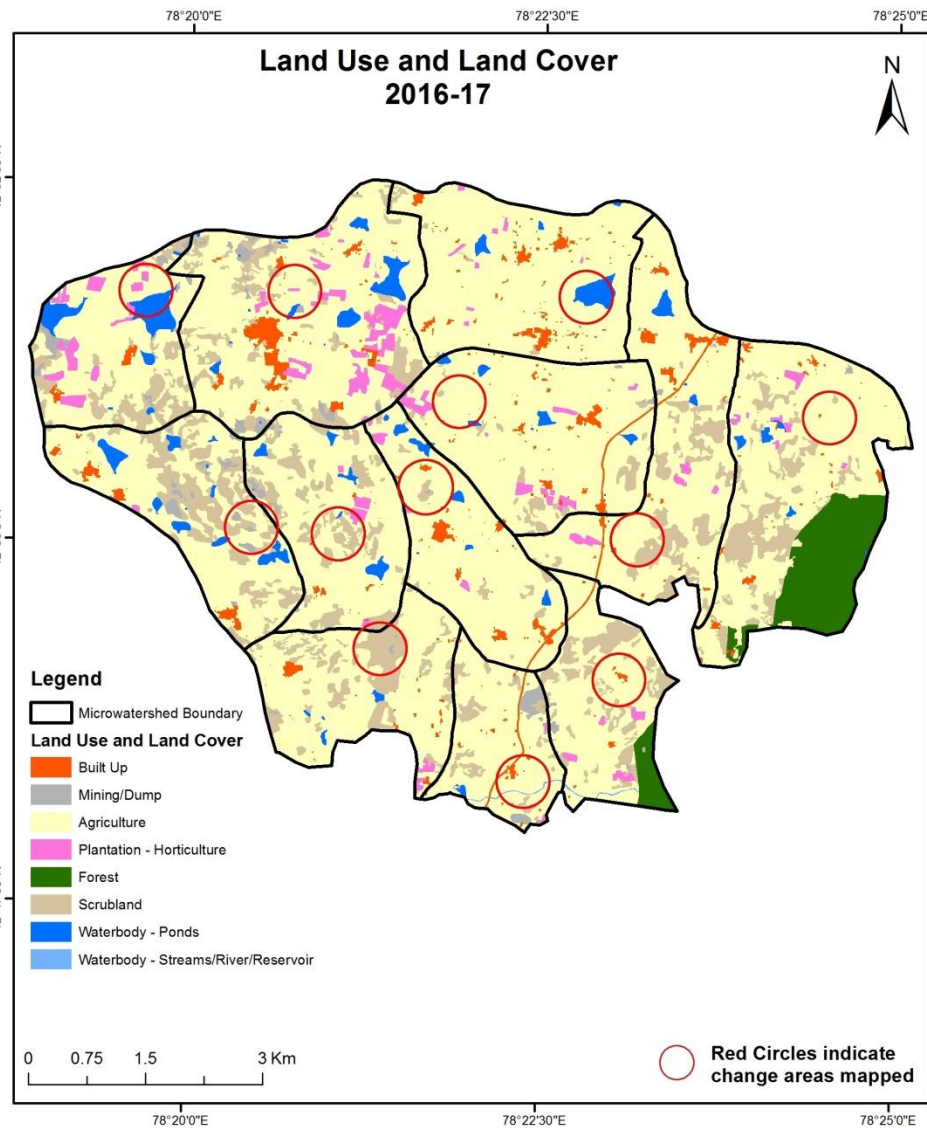 78°20'0"E 78°22'30"E 78°25'0"E
Land Use and Land Cover
2016-17
N
Legend
Microwatershed Boundary
Land Use and Land Cover
Built Up
Mining/Dump
Agriculture
Plantation - Horticulture
Forest
Scrubland
Waterbody - Ponds
Waterbody - Streams/River/Reservoir
0 0.75 1.5 3 Km
Red Circles indicate
change areas mapped
78°20'0"E 78°22'30"E 78°25'0"E